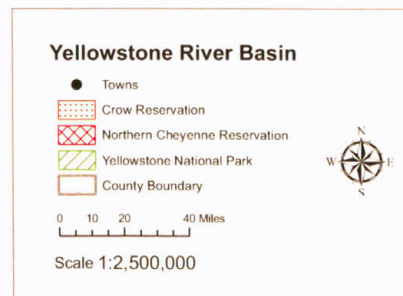 Yellowstone River Basin
Towns
Crow Reservation
Northern Cheyenne Reservation
Yellowstone National Park
County Boundary
0 10 20 40 Miles
Scale 1:2,500,000
N
W E
S